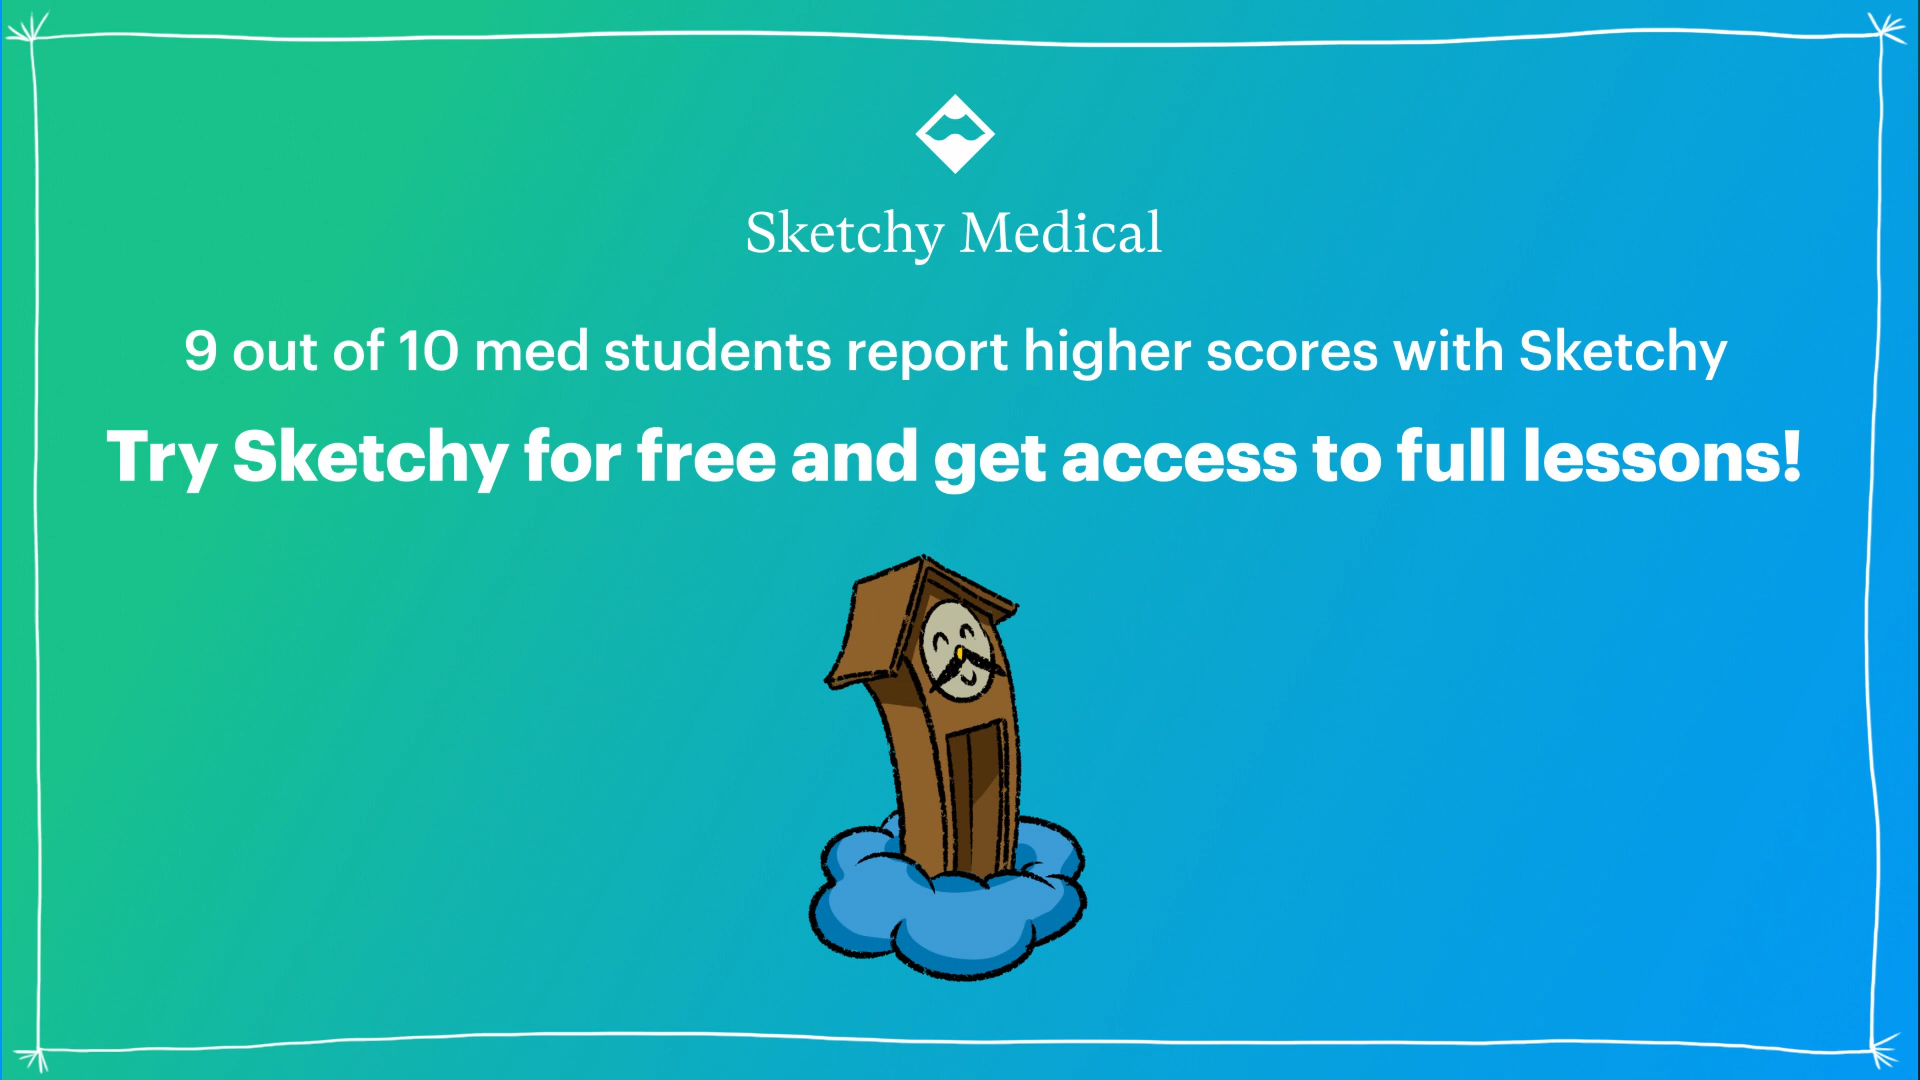 Sketchy Medical
9 out of 10 med students report higher scores with Sketchy
Try Sketchy for free and get access to full lessons!